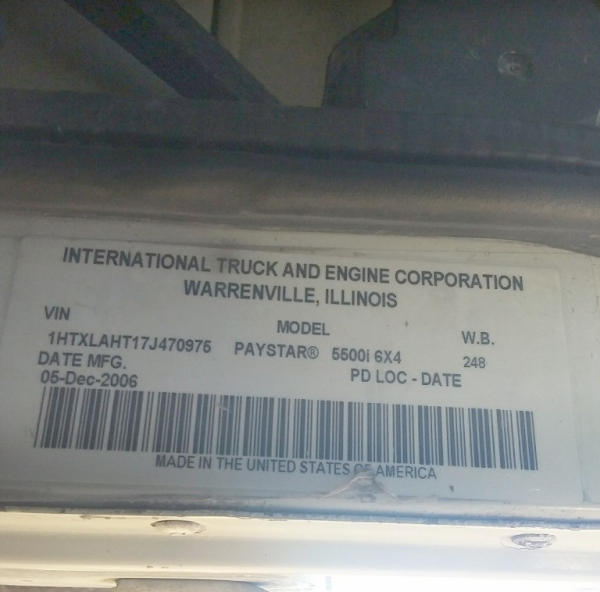 INTERNATIONAL TRUCK AND ENGINE CORPORATION
WARRENVILLE, ILLINOIS
VIN MODEL W.B.
1HTXLAHT17J470975 PAYSTAR® 5500i 6X4 248
DATE MFG. PD LOC - DATE
05-Dec-2006
MADE IN THE UNITED STATES OF AMERICA